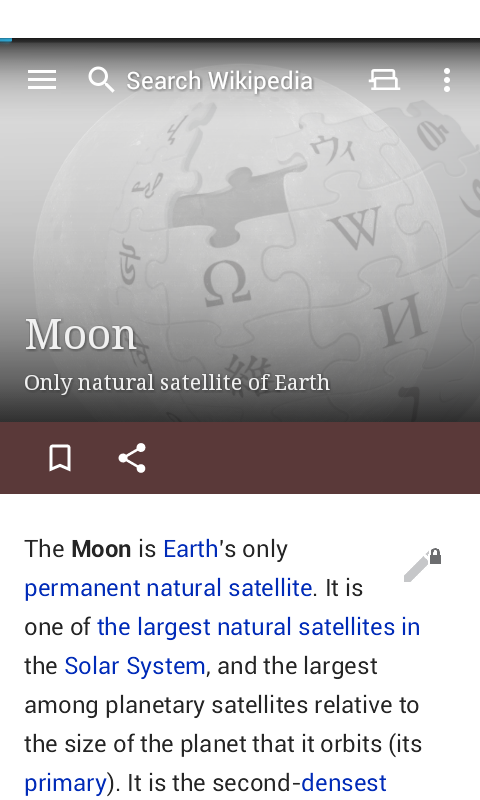 Search Wikipedia
W
Ω
И
維
Moon
Only natural satellite of Earth
The Moon is Earth's only
permanent natural satellite. It is
one of the largest natural satellites in
the Solar System, and the largest
among planetary satellites relative to
the size of the planet that it orbits (its
primary). It is the second-densest